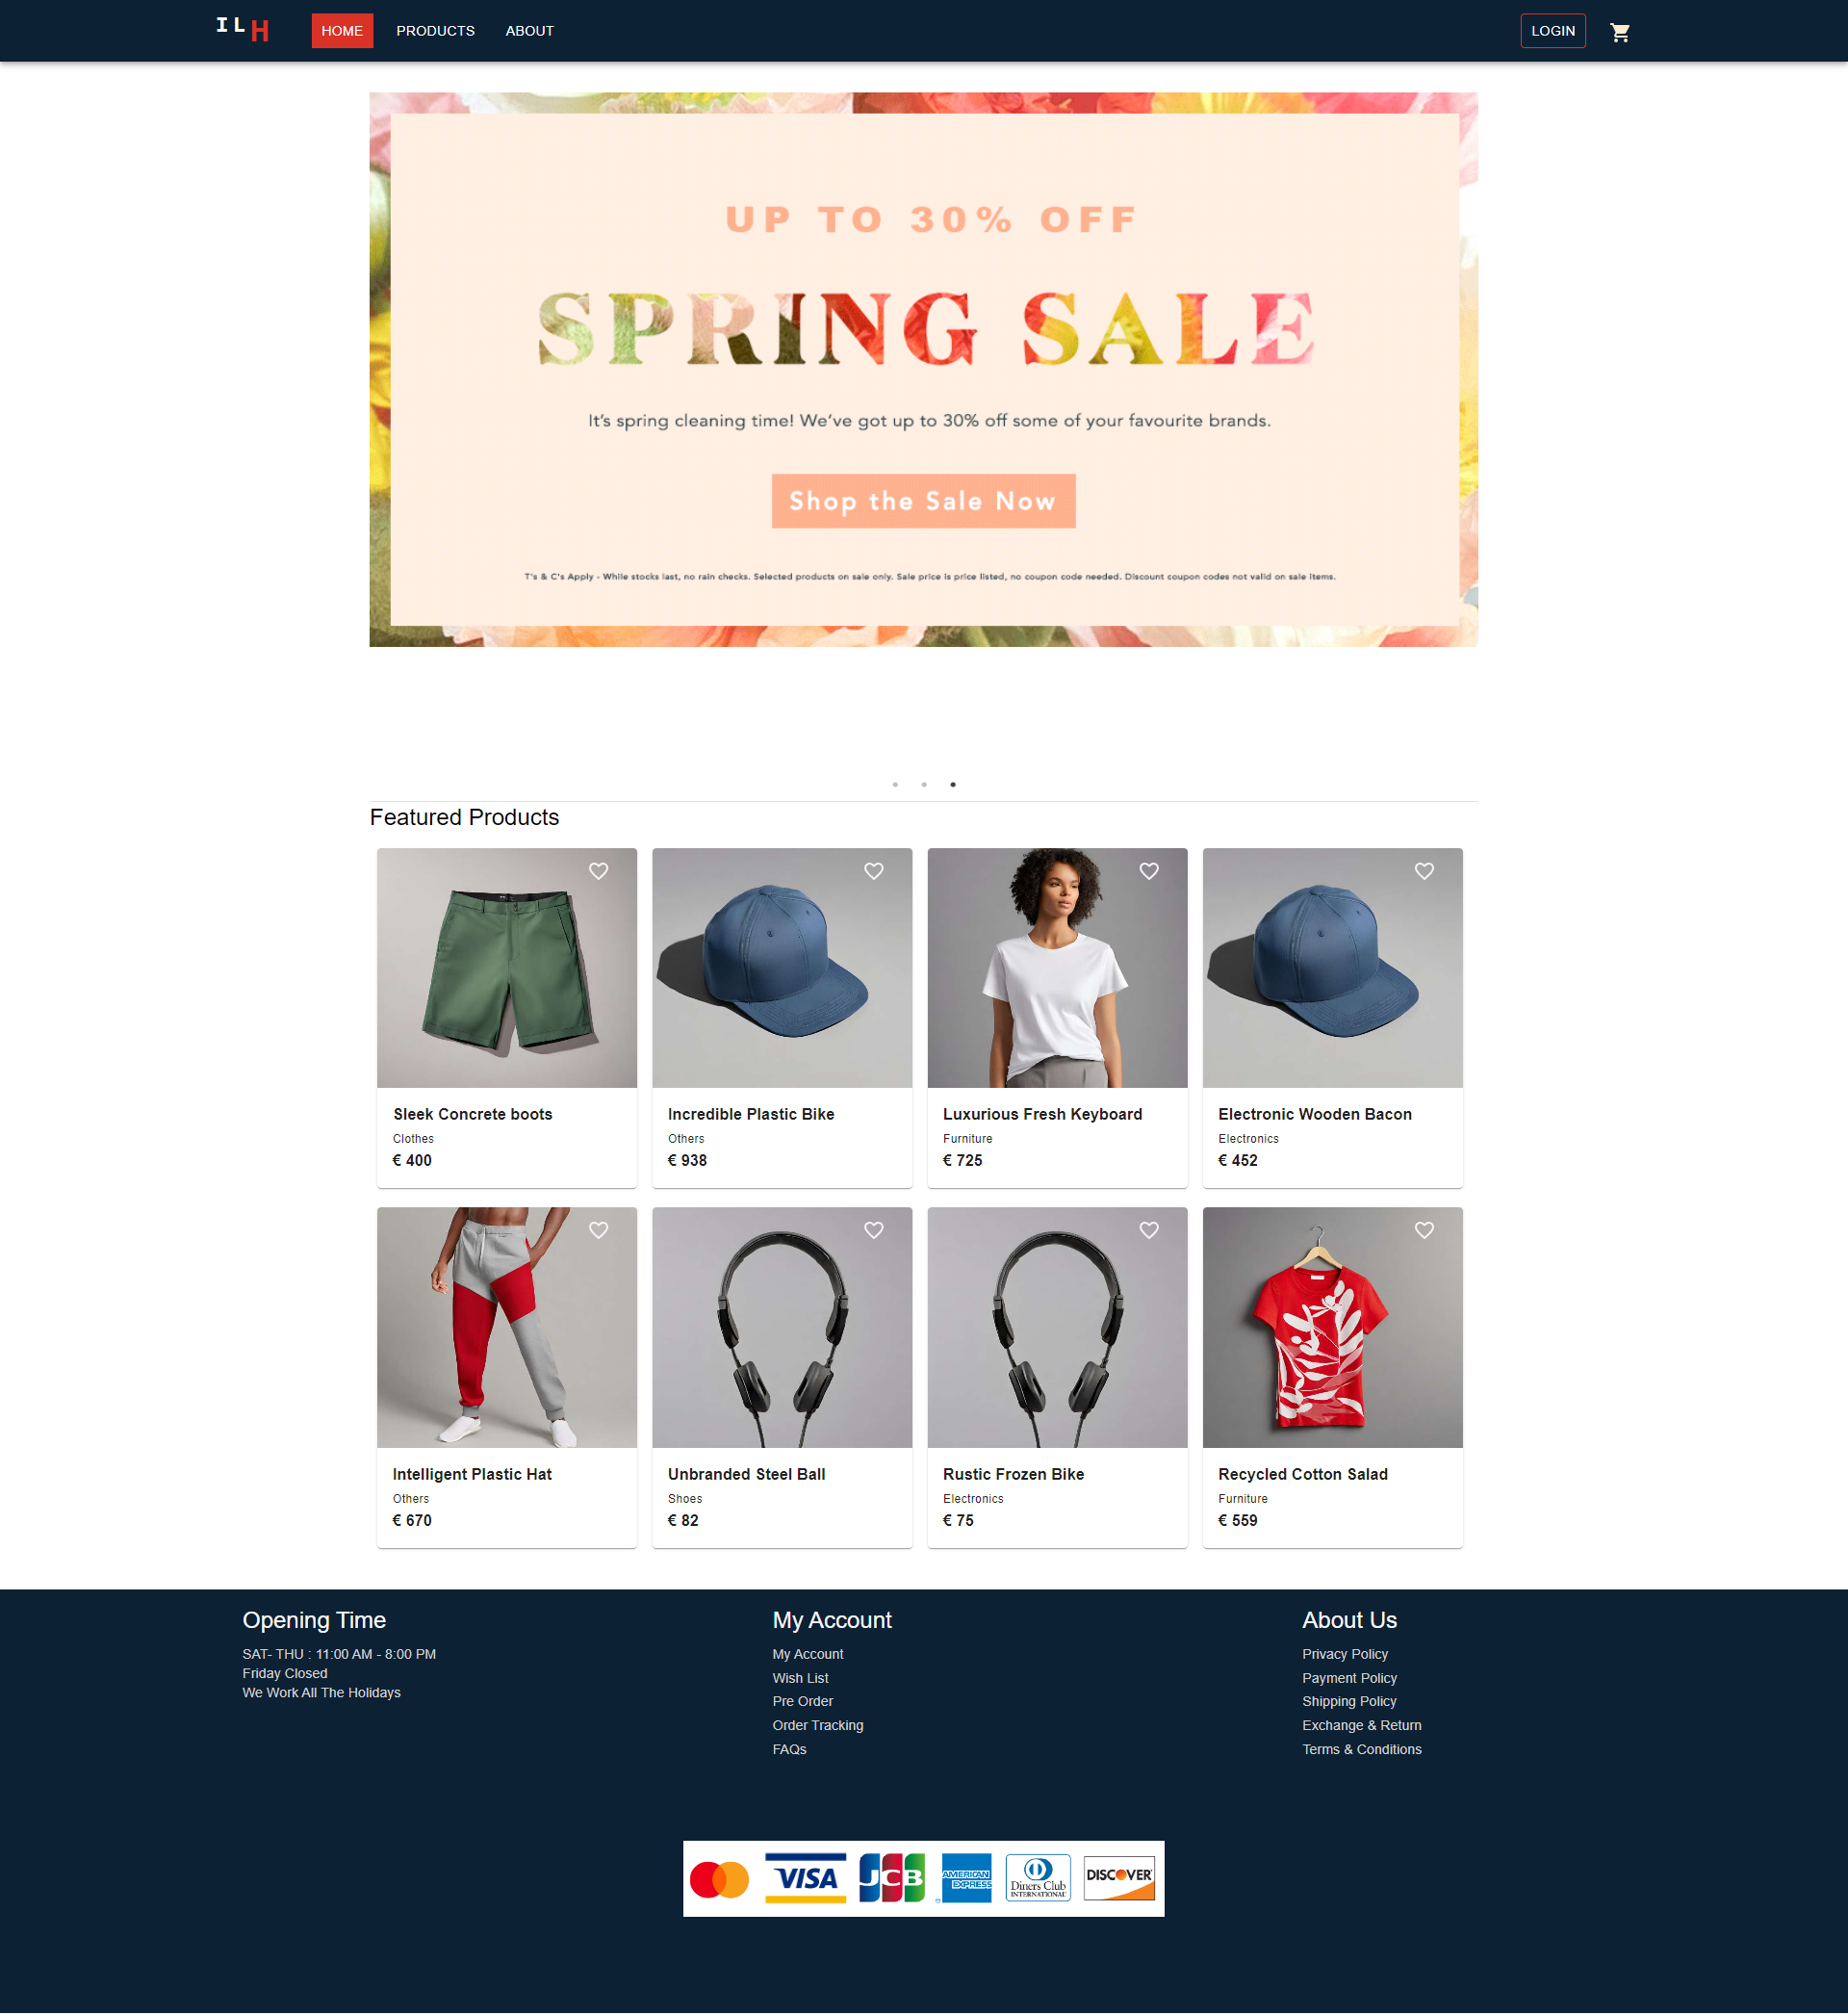 ILH
HOME PRODUCTS ABOUT
LOGIN
UP TO 30% OFF
SPRING SALE
It's spring cleaning time! We've got up to 30% off some of your favourite brands.
Shop the Sale Now
T's & C's Apply - While stocks last, no rain checks. Selected products on sale only. Sale price is price listed, no coupon code needed. Discount coupon codes not valid on sale items.
Featured Products
Sleek Concrete boots
Clothes
€ 400
Incredible Plastic Bike
Others
€ 938
Luxurious Fresh Keyboard
Furniture
€ 725
Electronic Wooden Bacon
Electronics
€ 452
Intelligent Plastic Hat
Others
€ 670
Unbranded Steel Ball
Shoes
€ 82
Rustic Frozen Bike
Electronics
€ 75
Recycled Cotton Salad
Furniture
€ 559
Opening Time
SAT- THU : 11:00 AM - 8:00 PM
Friday Closed
We Work All The Holidays
My Account
My Account
Wish List
Pre Order
Order Tracking
FAQs
About Us
Privacy Policy
Payment Policy
Shipping Policy
Exchange & Return
Terms & Conditions
VISA
JCB
AMERICAN
EXPRESS
Diners Club
INTERNATIONAL
DISCOVER